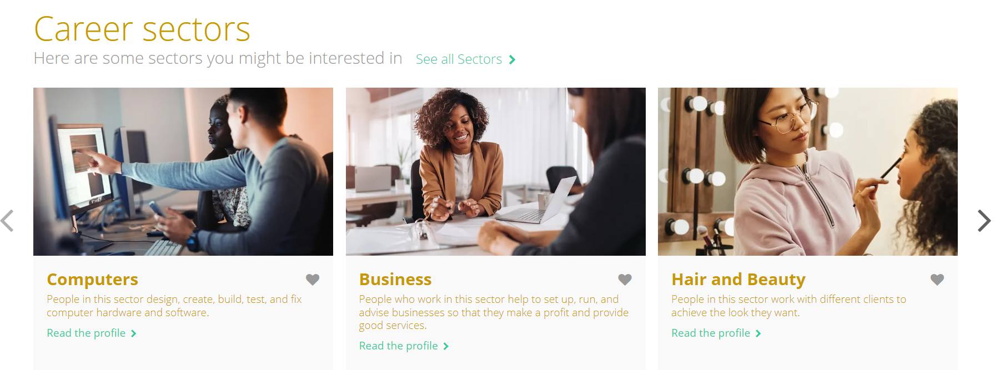 Career sectors
Here are some sectors you might be interested in See all Sectors
Computers
People in this sector design, create, build, test, and fix
computer hardware and software.
Read the profile
Business
People who work in this sector help to set up, run, and
advise businesses so that they make a profit and provide
good services.
Read the profile
Hair and Beauty
People in this sector work with different clients to
achieve the look they want.
Read the profile